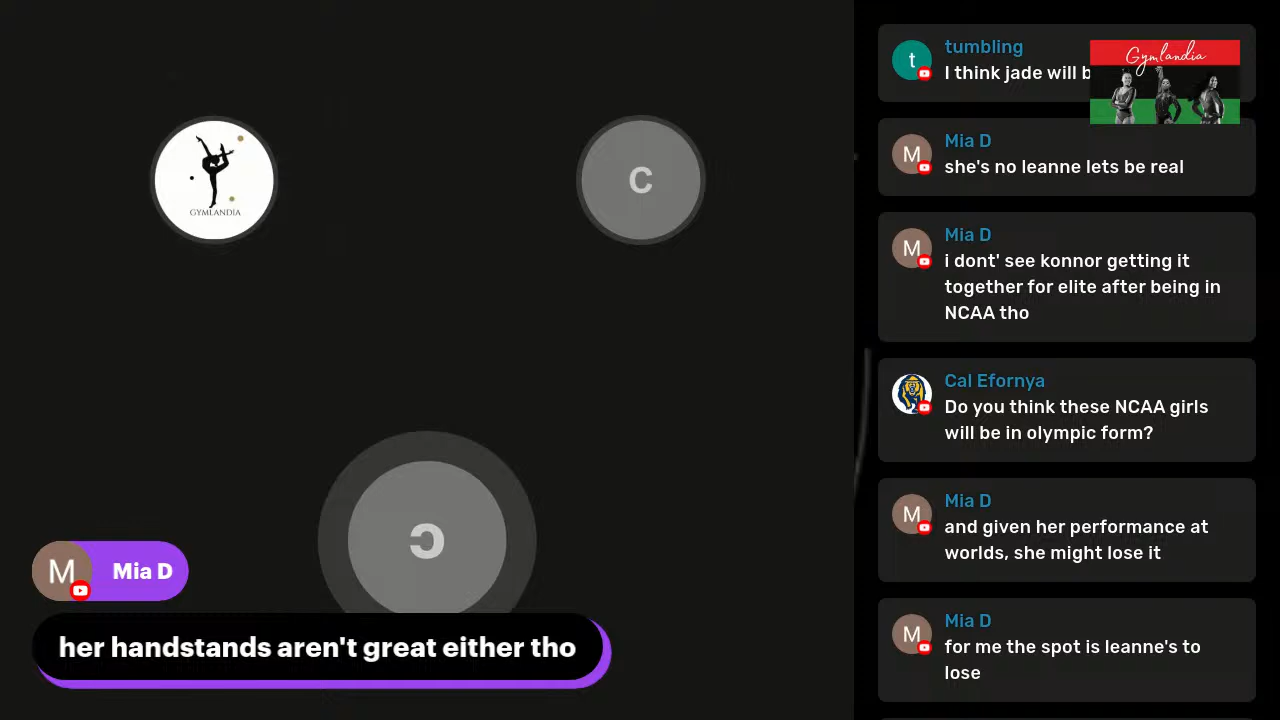 GYMLANDIA
C
C
Mia D
her handstands aren't great either tho
t
tumbling
I think jade will b
Gymlandia
M
Mia D
she's no leanne lets be real
M
Mia D
i dont' see konnor getting it
together for elite after being in
NCAA tho
Cal Efornya
Do you think these NCAA girls
will be in olympic form?
M
Mia D
and given her performance at
worlds, she might lose it
M
Mia D
for me the spot is leanne's to
lose
M